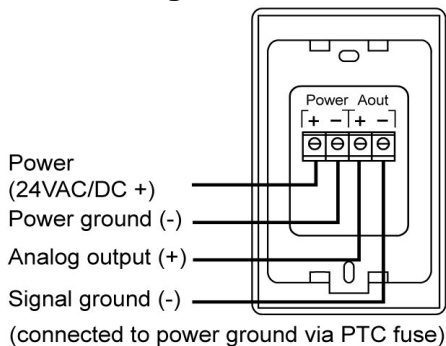 Power Aout
+ − + −
Power
(24VAC/DC +)
Power ground (-)
Analog output (+)
Signal ground (-)
(connected to power ground via PTC fuse)